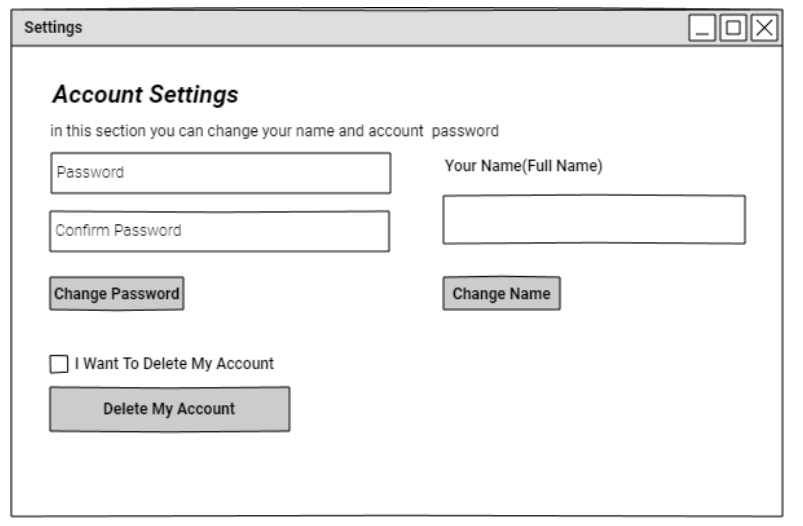 Settings
Account Settings
in this section you can change your name and account password
Password
Your Name(Full Name)
Confirm Password
Change Password
Change Name
I Want To Delete My Account
Delete My Account